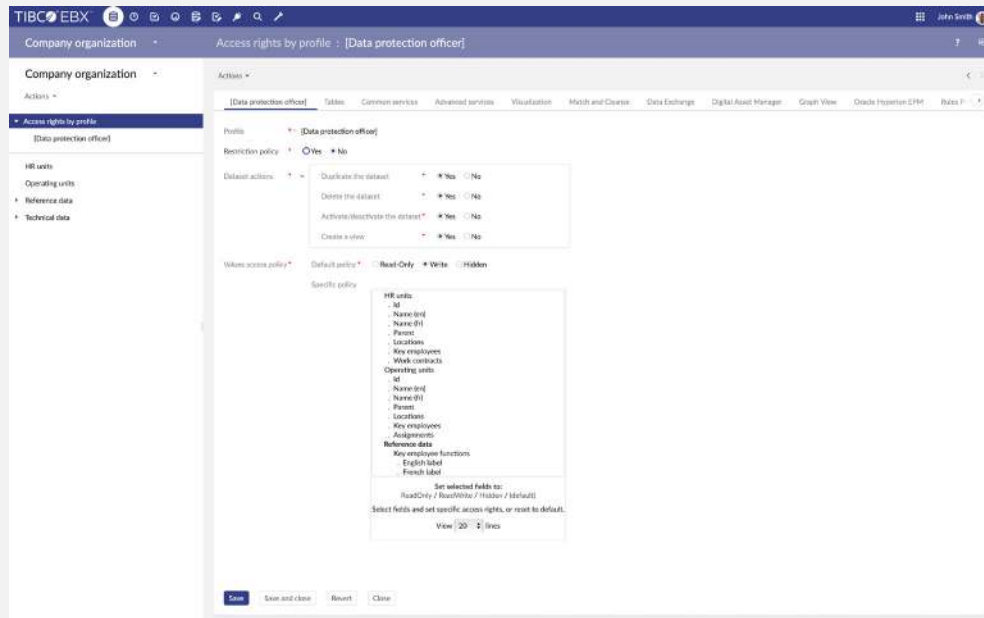 TIBCO EBX John Smith
Company organization Access rights by profile : [Data protection officer] ?
Company organization
Actions
Actions
Access rights by profile
[Data protection officer]
HR units
Operating units
Reference data
Technical data
[Data protection officer] Tables Common services Advanced services Visualization Match and Cleanse Data Exchange Digital Asset Manager Graph View Oracle Hyperion EPM Rules
Profile * [Data protection officer]
Restriction policy * Yes No
Dataset actions * Duplicate the dataset * Yes No
Delete the dataset * Yes No
Activate/deactivate the dataset * Yes No
Create a view * Yes No
Values access policy * Default policy * Read-Only Write Hidden
Specific policy
HR units
. Id
. Name (en)
. Name (fr)
. Parent
. Locations
. Key employees
. Work contracts
Operating units
. Id
. Name (en)
. Name (fr)
. Parent
. Locations
. Key employees
. Assignments
Reference data
Key employee functions
. English label
. French label
Set selected fields to:
ReadOnly / ReadWrite / Hidden / (default)
Select fields and set specific access rights, or reset to default.
View 20 lines
Save Save and close Revert Close